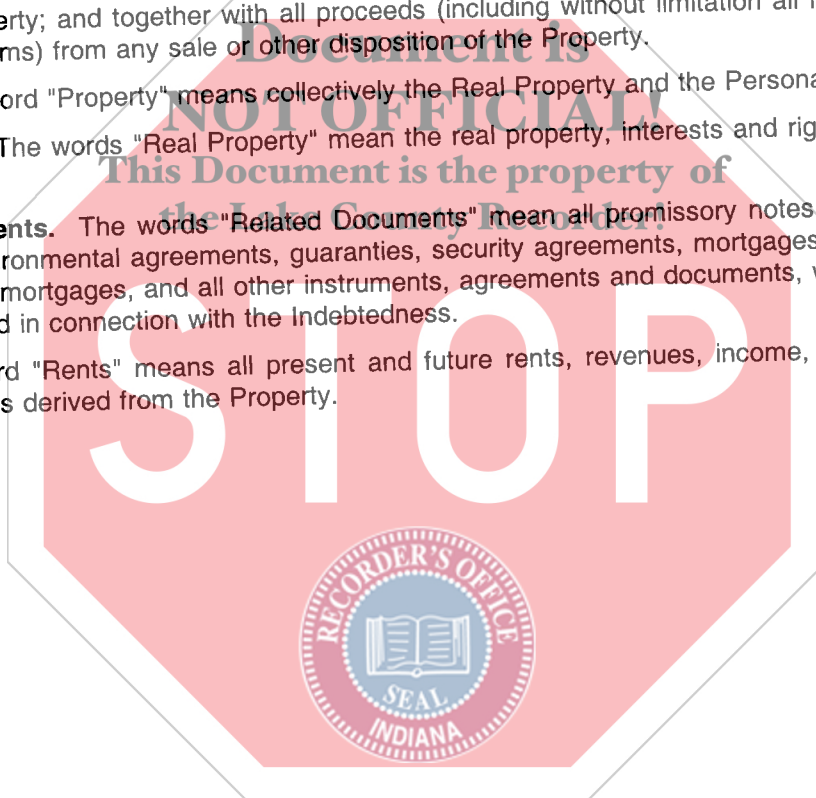 erty; and together with all proceeds (including without limitation all
ms) from any sale or other disposition of the Property.
ord "Property" means collectively the Real Property and the Persona
The words "Real Property" mean the real property, interests and rig
ents. The words "Related Documents" mean all promissory notes
ronmental agreements, guaranties, security agreements, mortgages
mortgages, and all other instruments, agreements and documents,
d in connection with the Indebtedness.
rd "Rents" means all present and future rents, revenues, income,
s derived from the Property.
Document is
NOT OFFICIAL!
This Document is the property of
the Lake County Recorder!
STOP
RECORDER'S OFFICE
SEAL
INDIANA